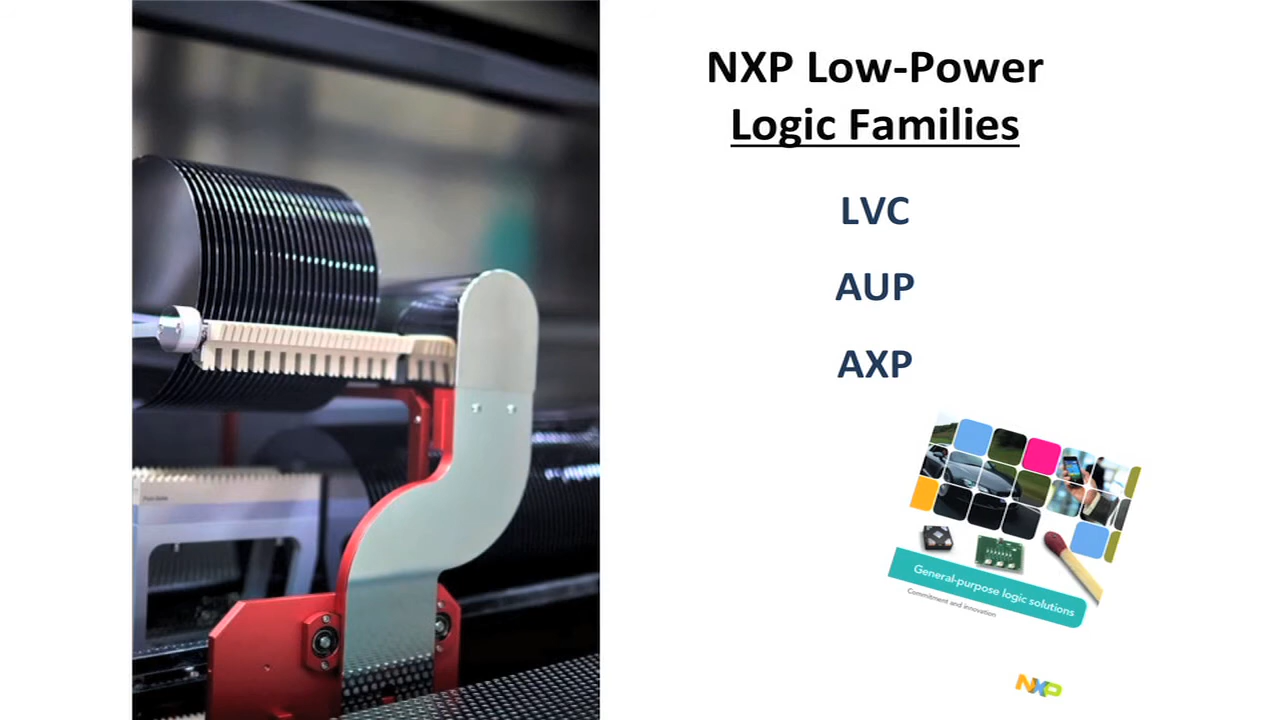 NXP Low-Power
Logic Families
LVC
AUP
AXP
General-purpose logic solutions
Commitment and innovation
NXP